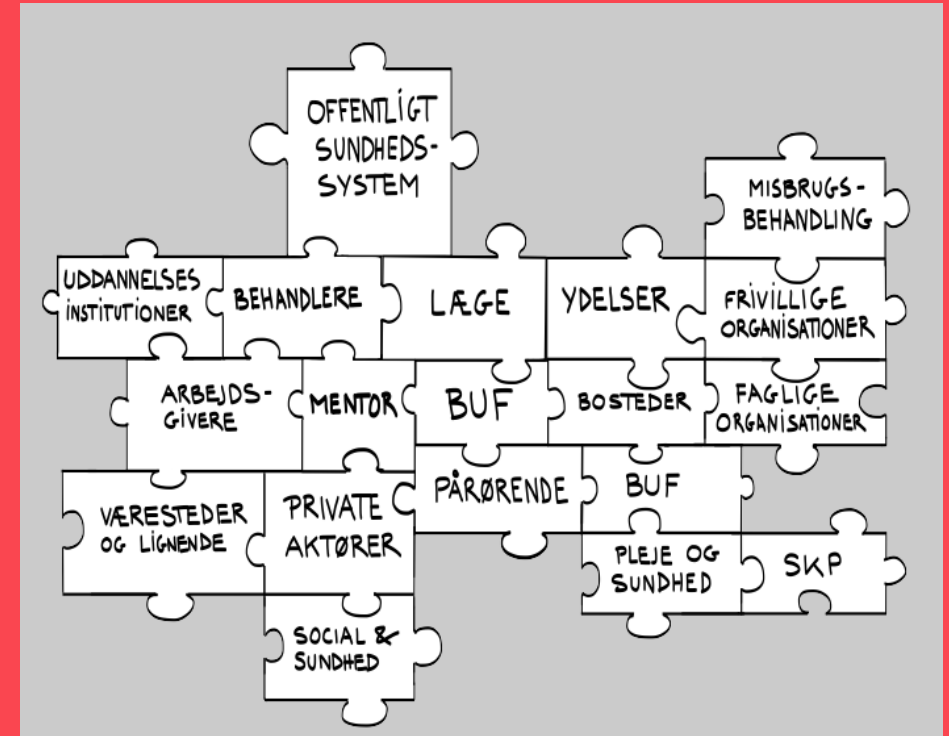 OFFENTLIGT
SUNDHEDS-
SYSTEM
MISBRUGS-
BEHANDLING
UDDANNELSES
INSTITUTIONER
BEHANDLERE
LÆGE
YDELSER
FRIVILLIGE
ORGANISATIONER
ARBEJDS-
GIVERE
MENTOR
BUF
BOSTEDER
FAGLIGE
ORGANISATIONER
VÆRESTEDER
OG LIGNENDE
PRIVATE
AKTØRER
PÅRØRENDE
BUF
PLEJE OG
SUNDHED
SKP
SOCIAL &
SUNDHED